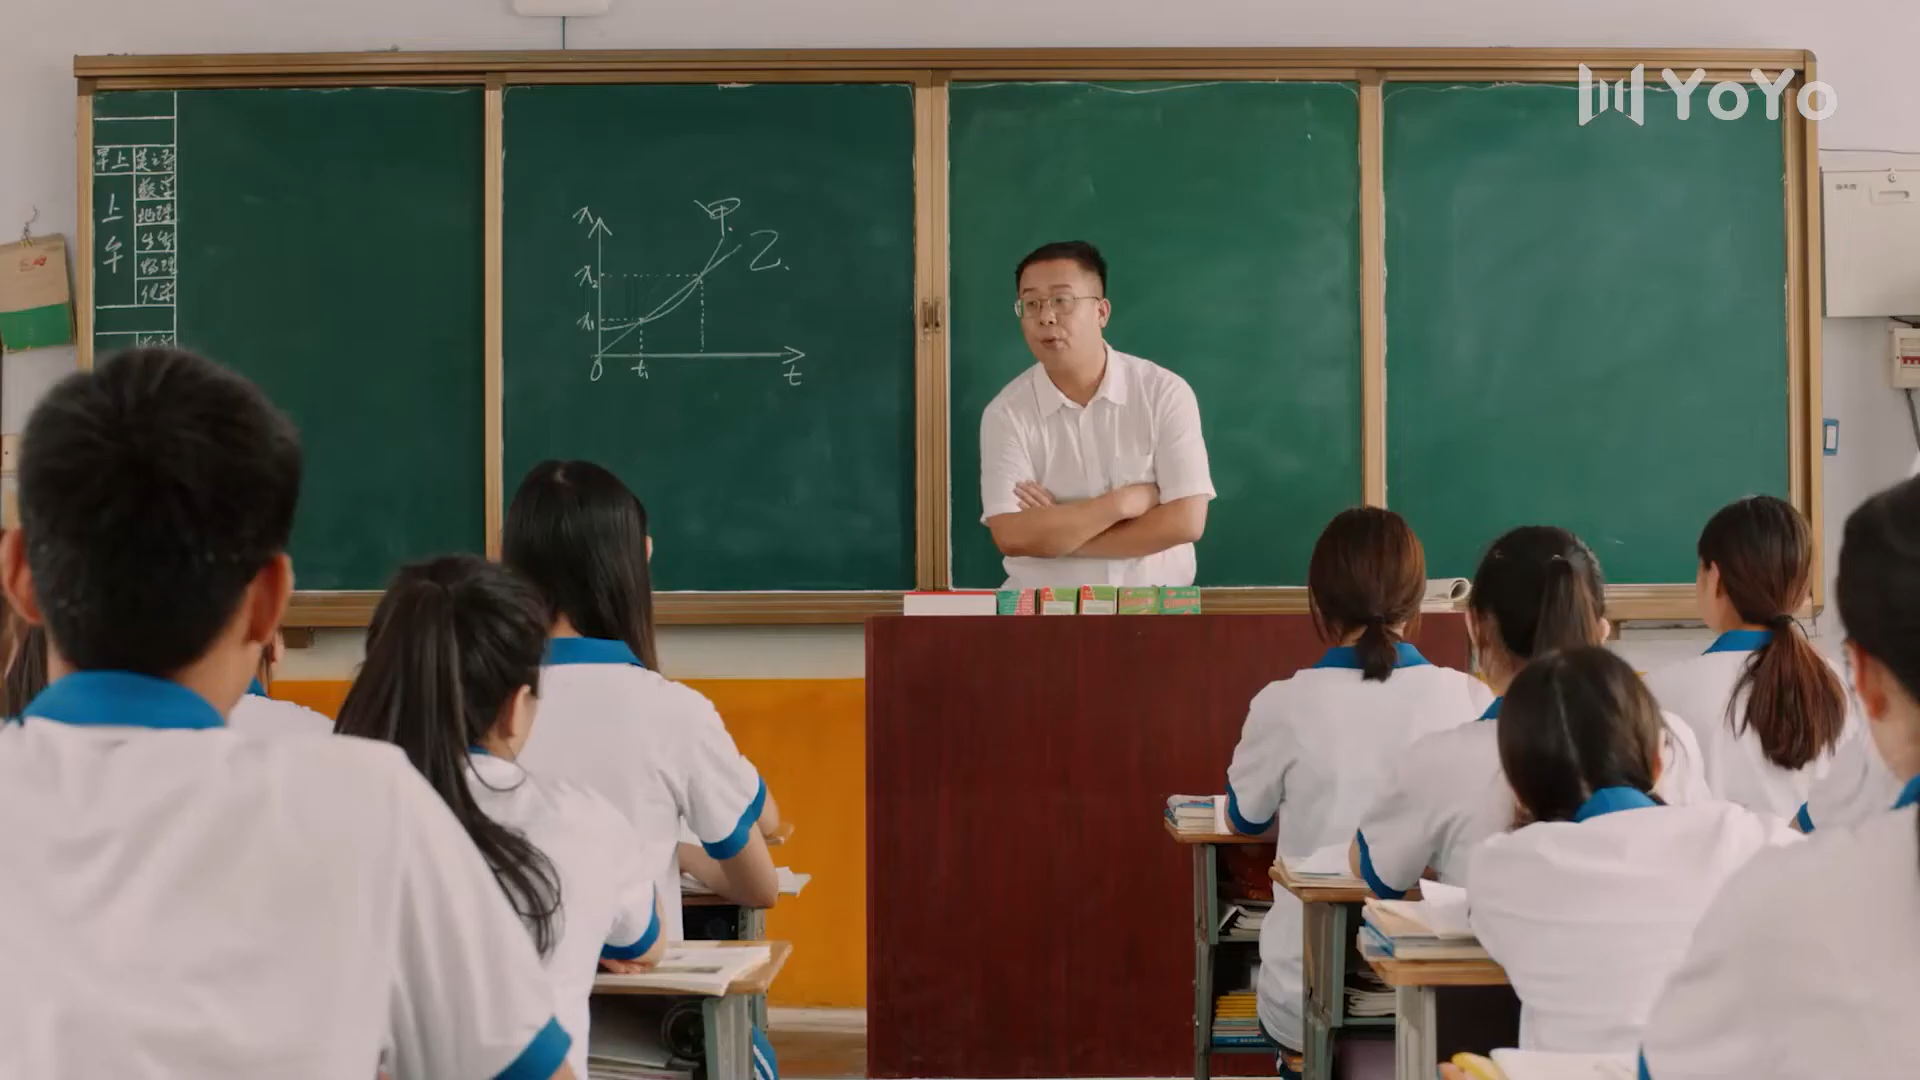 YoYo
早上 英语
上午
数学
地理
生物
物理
化学
x
甲
乙
x₂
x₁
0 t₁ t